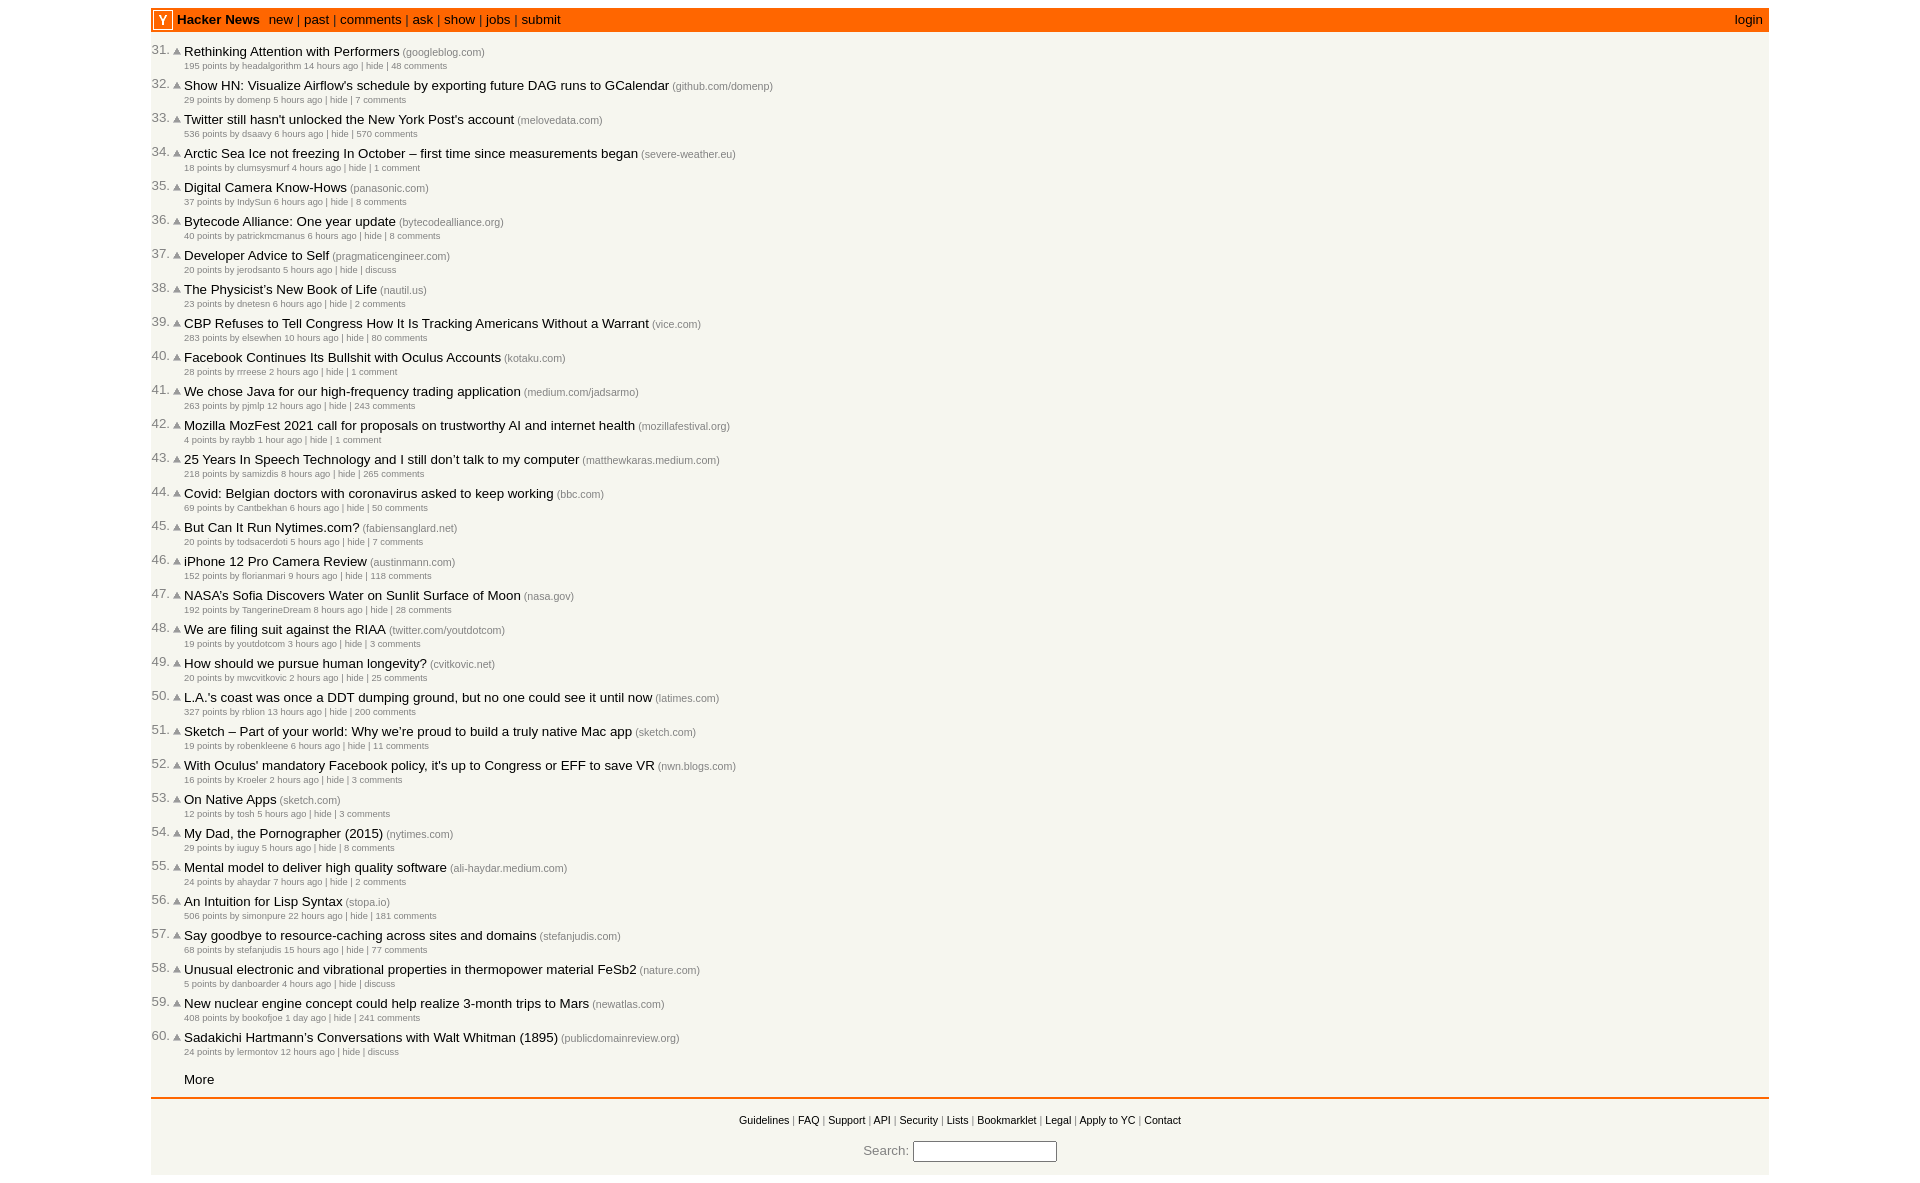 Y Hacker News new | past | comments | ask | show | jobs | submit login
31. Rethinking Attention with Performers (googleblog.com)
195 points by headalgorithm 14 hours ago | hide | 48 comments
32. Show HN: Visualize Airflow's schedule by exporting future DAG runs to GCalendar (github.com/domenp)
29 points by domenp 5 hours ago | hide | 7 comments
33. Twitter still hasn't unlocked the New York Post's account (melovedata.com)
536 points by dsaavy 6 hours ago | hide | 570 comments
34. Arctic Sea Ice not freezing In October – first time since measurements began (severe-weather.eu)
18 points by clumsysmurf 4 hours ago | hide | 1 comment
35. Digital Camera Know-Hows (panasonic.com)
37 points by IndySun 6 hours ago | hide | 8 comments
36. Bytecode Alliance: One year update (bytecodealliance.org)
40 points by patrickmcmanus 6 hours ago | hide | 8 comments
37. Developer Advice to Self (pragmaticengineer.com)
20 points by jerodsanto 5 hours ago | hide | discuss
38. The Physicist’s New Book of Life (nautil.us)
23 points by dnetesn 6 hours ago | hide | 2 comments
39. CBP Refuses to Tell Congress How It Is Tracking Americans Without a Warrant (vice.com)
283 points by elsewhen 10 hours ago | hide | 80 comments
40. Facebook Continues Its Bullshit with Oculus Accounts (kotaku.com)
28 points by rrreese 2 hours ago | hide | 1 comment
41. We chose Java for our high-frequency trading application (medium.com/jadsarmo)
263 points by pjmlp 12 hours ago | hide | 243 comments
42. Mozilla MozFest 2021 call for proposals on trustworthy AI and internet health (mozillafestival.org)
4 points by raybb 1 hour ago | hide | 1 comment
43. 25 Years In Speech Technology and I still don’t talk to my computer (matthewkaras.medium.com)
218 points by samizdis 8 hours ago | hide | 265 comments
44. Covid: Belgian doctors with coronavirus asked to keep working (bbc.com)
69 points by Cantbekhan 6 hours ago | hide | 50 comments
45. But Can It Run Nytimes.com? (fabiensanglard.net)
20 points by todsacerdoti 5 hours ago | hide | 7 comments
46. iPhone 12 Pro Camera Review (austinmann.com)
152 points by florianmari 9 hours ago | hide | 118 comments
47. NASA’s Sofia Discovers Water on Sunlit Surface of Moon (nasa.gov)
192 points by TangerineDream 8 hours ago | hide | 28 comments
48. We are filing suit against the RIAA (twitter.com/youtdotcom)
19 points by youtdotcom 3 hours ago | hide | 3 comments
49. How should we pursue human longevity? (cvitkovic.net)
20 points by mwcvitkovic 2 hours ago | hide | 25 comments
50. L.A.'s coast was once a DDT dumping ground, but no one could see it until now (latimes.com)
327 points by rblion 13 hours ago | hide | 200 comments
51. Sketch – Part of your world: Why we’re proud to build a truly native Mac app (sketch.com)
19 points by robenkleene 6 hours ago | hide | 11 comments
52. With Oculus' mandatory Facebook policy, it's up to Congress or EFF to save VR (nwn.blogs.com)
16 points by Kroeler 2 hours ago | hide | 3 comments
53. On Native Apps (sketch.com)
12 points by tosh 5 hours ago | hide | 3 comments
54. My Dad, the Pornographer (2015) (nytimes.com)
29 points by iuguy 5 hours ago | hide | 8 comments
55. Mental model to deliver high quality software (ali-haydar.medium.com)
24 points by ahaydar 7 hours ago | hide | 2 comments
56. An Intuition for Lisp Syntax (stopa.io)
506 points by simonpure 22 hours ago | hide | 181 comments
57. Say goodbye to resource-caching across sites and domains (stefanjudis.com)
68 points by stefanjudis 15 hours ago | hide | 77 comments
58. Unusual electronic and vibrational properties in thermopower material FeSb2 (nature.com)
5 points by danboarder 4 hours ago | hide | discuss
59. New nuclear engine concept could help realize 3-month trips to Mars (newatlas.com)
408 points by bookofjoe 1 day ago | hide | 241 comments
60. Sadakichi Hartmann’s Conversations with Walt Whitman (1895) (publicdomainreview.org)
24 points by lermontov 12 hours ago | hide | discuss
More
Guidelines | FAQ | Support | API | Security | Lists | Bookmarklet | Legal | Apply to YC | Contact
Search: